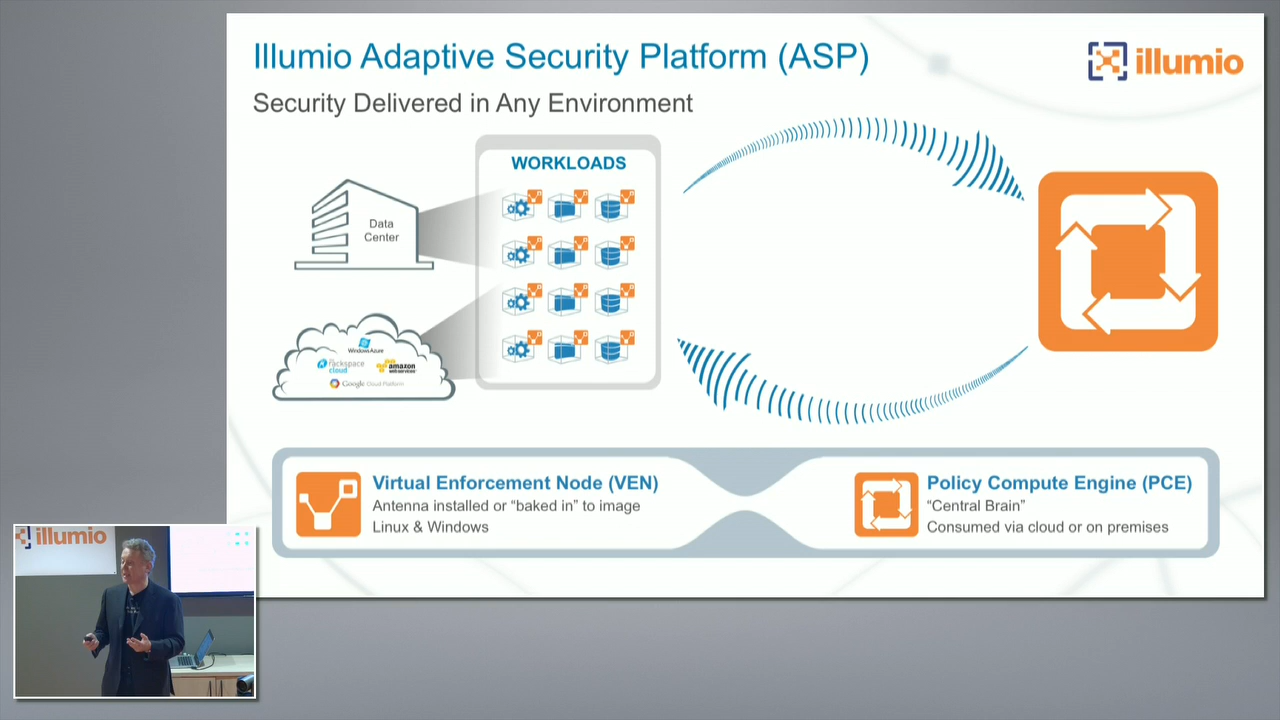 Illumio Adaptive Security Platform (ASP)
illumio
Security Delivered in Any Environment
WORKLOADS
Data
Center
Windows Azure
rackspace
cloud
amazon
web services
Google Cloud Platform
Virtual Enforcement Node (VEN)
Antenna installed or “baked in” to image
Linux & Windows
Policy Compute Engine (PCE)
“Central Brain”
Consumed via cloud or on premises
illumio